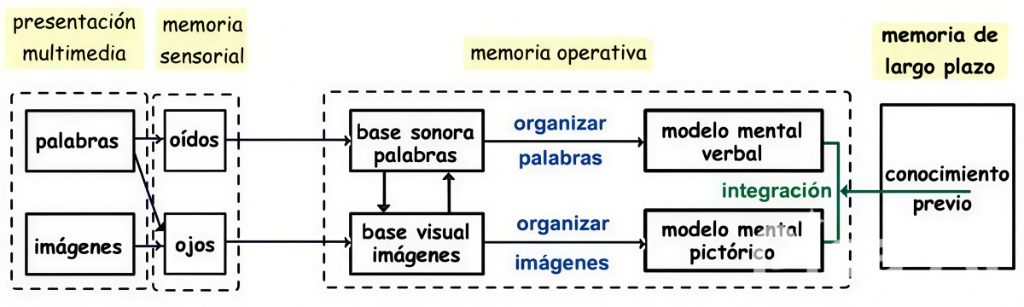 presentación
multimedia
memoria
sensorial
memoria operativa
memoria de
largo plazo
palabras
oídos
base sonora
palabras
organizar
palabras
modelo mental
verbal
integración
conocimiento
previo
imágenes
ojos
base visual
imágenes
organizar
imágenes
modelo mental
pictórico